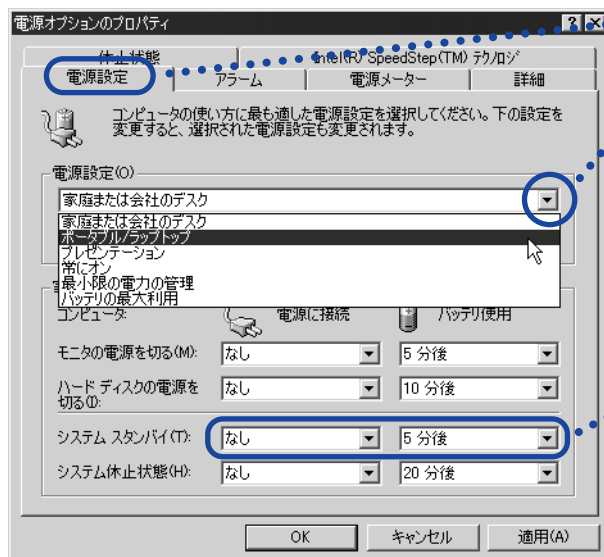 電源オプションのプロパティ
休止状態 Intel(R) SpeedStep(TM) テクノロジ
電源設定 アラーム 電源メーター 詳細
コンピュータの使い方に最も適した電源設定を選択してください。下の設定を
変更すると、選択された電源設定も変更されます。
電源設定(O)
家庭または会社のデスク
家庭または会社のデスク
ポータブル/ラップトップ
プレゼンテーション
常にオン
最小限の電力の管理
バッテリの最大利用
コンピュータ: 電源に接続 バッテリ使用
モニタの電源を切る(M): なし 5 分後
ハード ディスクの電源を
切る(I): なし 10 分後
システム スタンバイ(T): なし 5 分後
システム休止状態(H): なし 20 分後
OK キャンセル 適用(A)